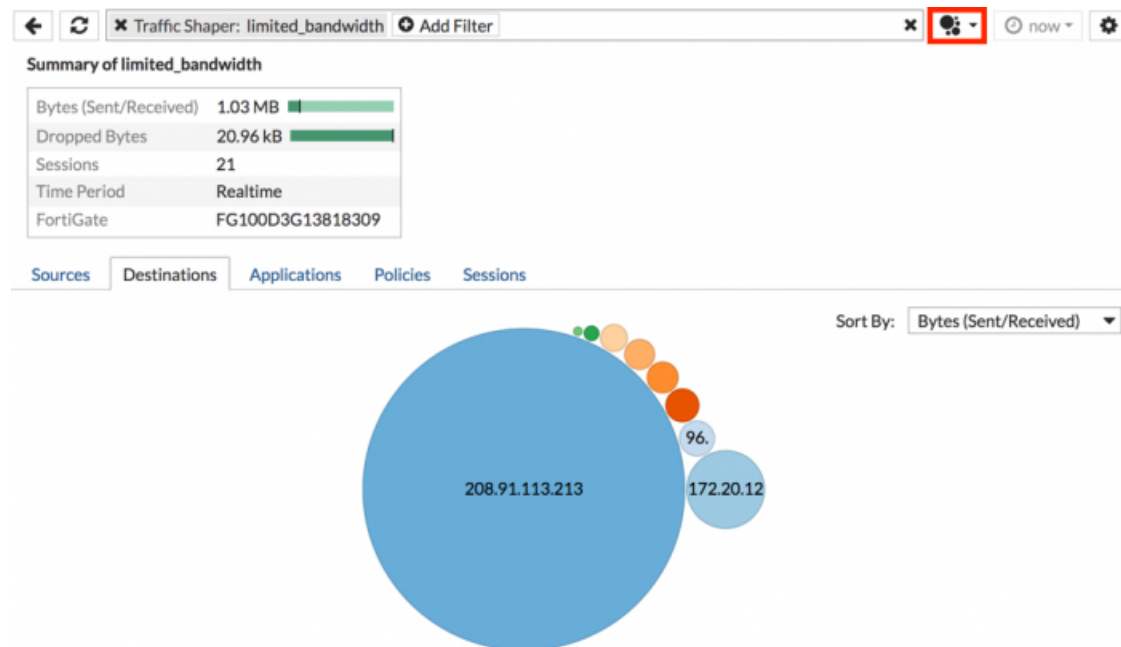 Traffic Shaper: limited_bandwidth Add Filter now
Summary of limited_bandwidth
Bytes (Sent/Received) 1.03 MB
Dropped Bytes 20.96 kB
Sessions 21
Time Period Realtime
FortiGate FG100D3G13818309
Sources Destinations Applications Policies Sessions
Sort By: Bytes (Sent/Received)
96.
208.91.113.213 172.20.12